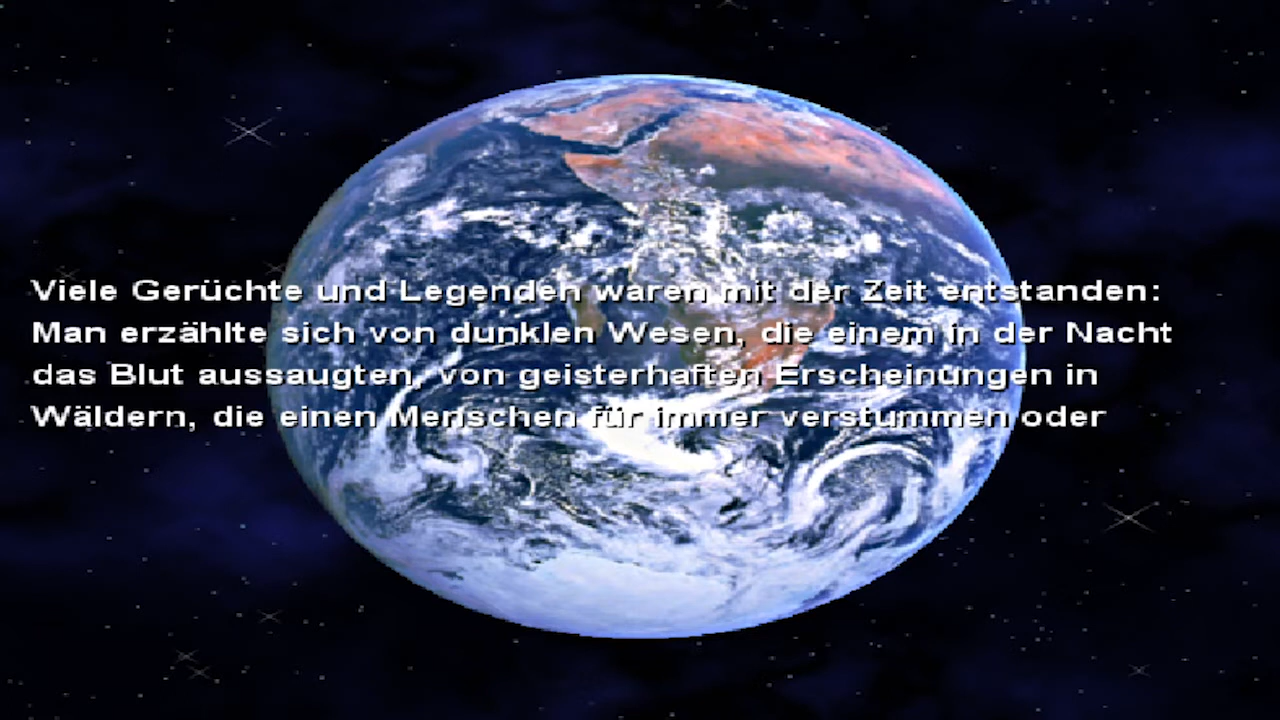 Viele Gerüchte und Legenden waren mit der Zeit entstanden:
Man erzählte sich von dunklen Wesen, die einem in der Nacht
das Blut aussaugten, von geisterhaften Erscheinungen in
Wäldern, die einen Menschen für immer verstummen oder